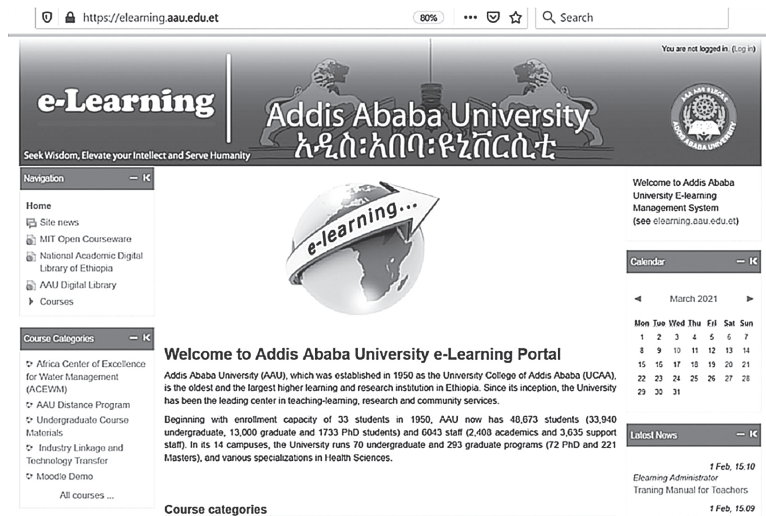 https://elearning.aau.edu.et
80%
Search
You are not logged in. (Log in)
e-Learning
Addis Ababa University
አዲስ፡አበባ፡ዩኒቨርሲቲ
Seek Wisdom, Elevate your Intellect and Serve Humanity
ADDIS ABABA UNIVERSITY
Navigation
Home
Site news
MIT Open Courseware
National Academic Digital
Library of Ethiopia
AAU Digital Library
Courses
Course Categories
Africa Center of Excellence
for Water Management
(ACEWM)
AAU Distance Program
Undergraduate Course
Materials
Industry Linkage and
Technology Transfer
Moodle Demo
All courses ...
e-learning...
Welcome to Addis Ababa University e-Learning Portal
Addis Ababa University (AAU), which was established in 1950 as the University College of Addis Ababa (UCAA),
is the oldest and the largest higher learning and research institution in Ethiopia. Since its inception, the University
has been the leading center in teaching-learning, research and community services.
Beginning with enrollment capacity of 33 students in 1950, AAU now has 48,673 students (33,940
undergraduate, 13,000 graduate and 1733 PhD students) and 6043 staff (2,408 academics and 3,635 support
staff). In its 14 campuses, the University runs 70 undergraduate and 293 graduate programs (72 PhD and 221
Masters), and various specializations in Health Sciences.
Course categories
Welcome to Addis Ababa
University E-learning
Management System
(see elearning.aau.edu.et)
Calendar
March 2021
Mon Tue Wed Thu Fri Sat Sun
1 2 3 4 5 6 7
8 9 10 11 12 13 14
15 16 17 18 19 20 21
22 23 24 25 26 27 28
29 30 31
Latest News
1 Feb, 15.10
Elearning Administrator
Traning Manual for Teachers
1 Feb, 15.09